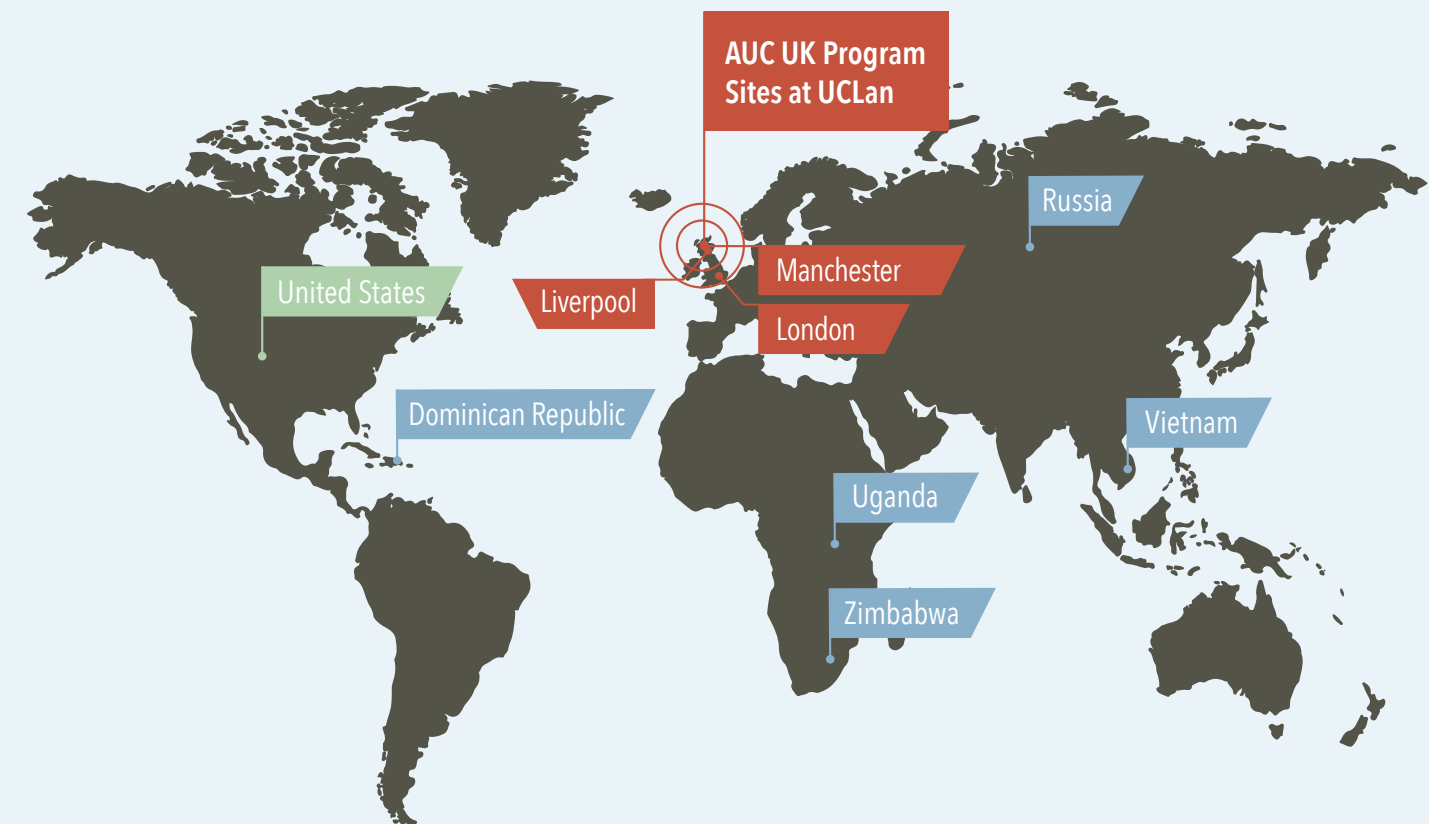 AUC UK Program
Sites at UCLan
Russia
Manchester
United States
Liverpool
London
Dominican Republic
Vietnam
Uganda
Zimbabwa